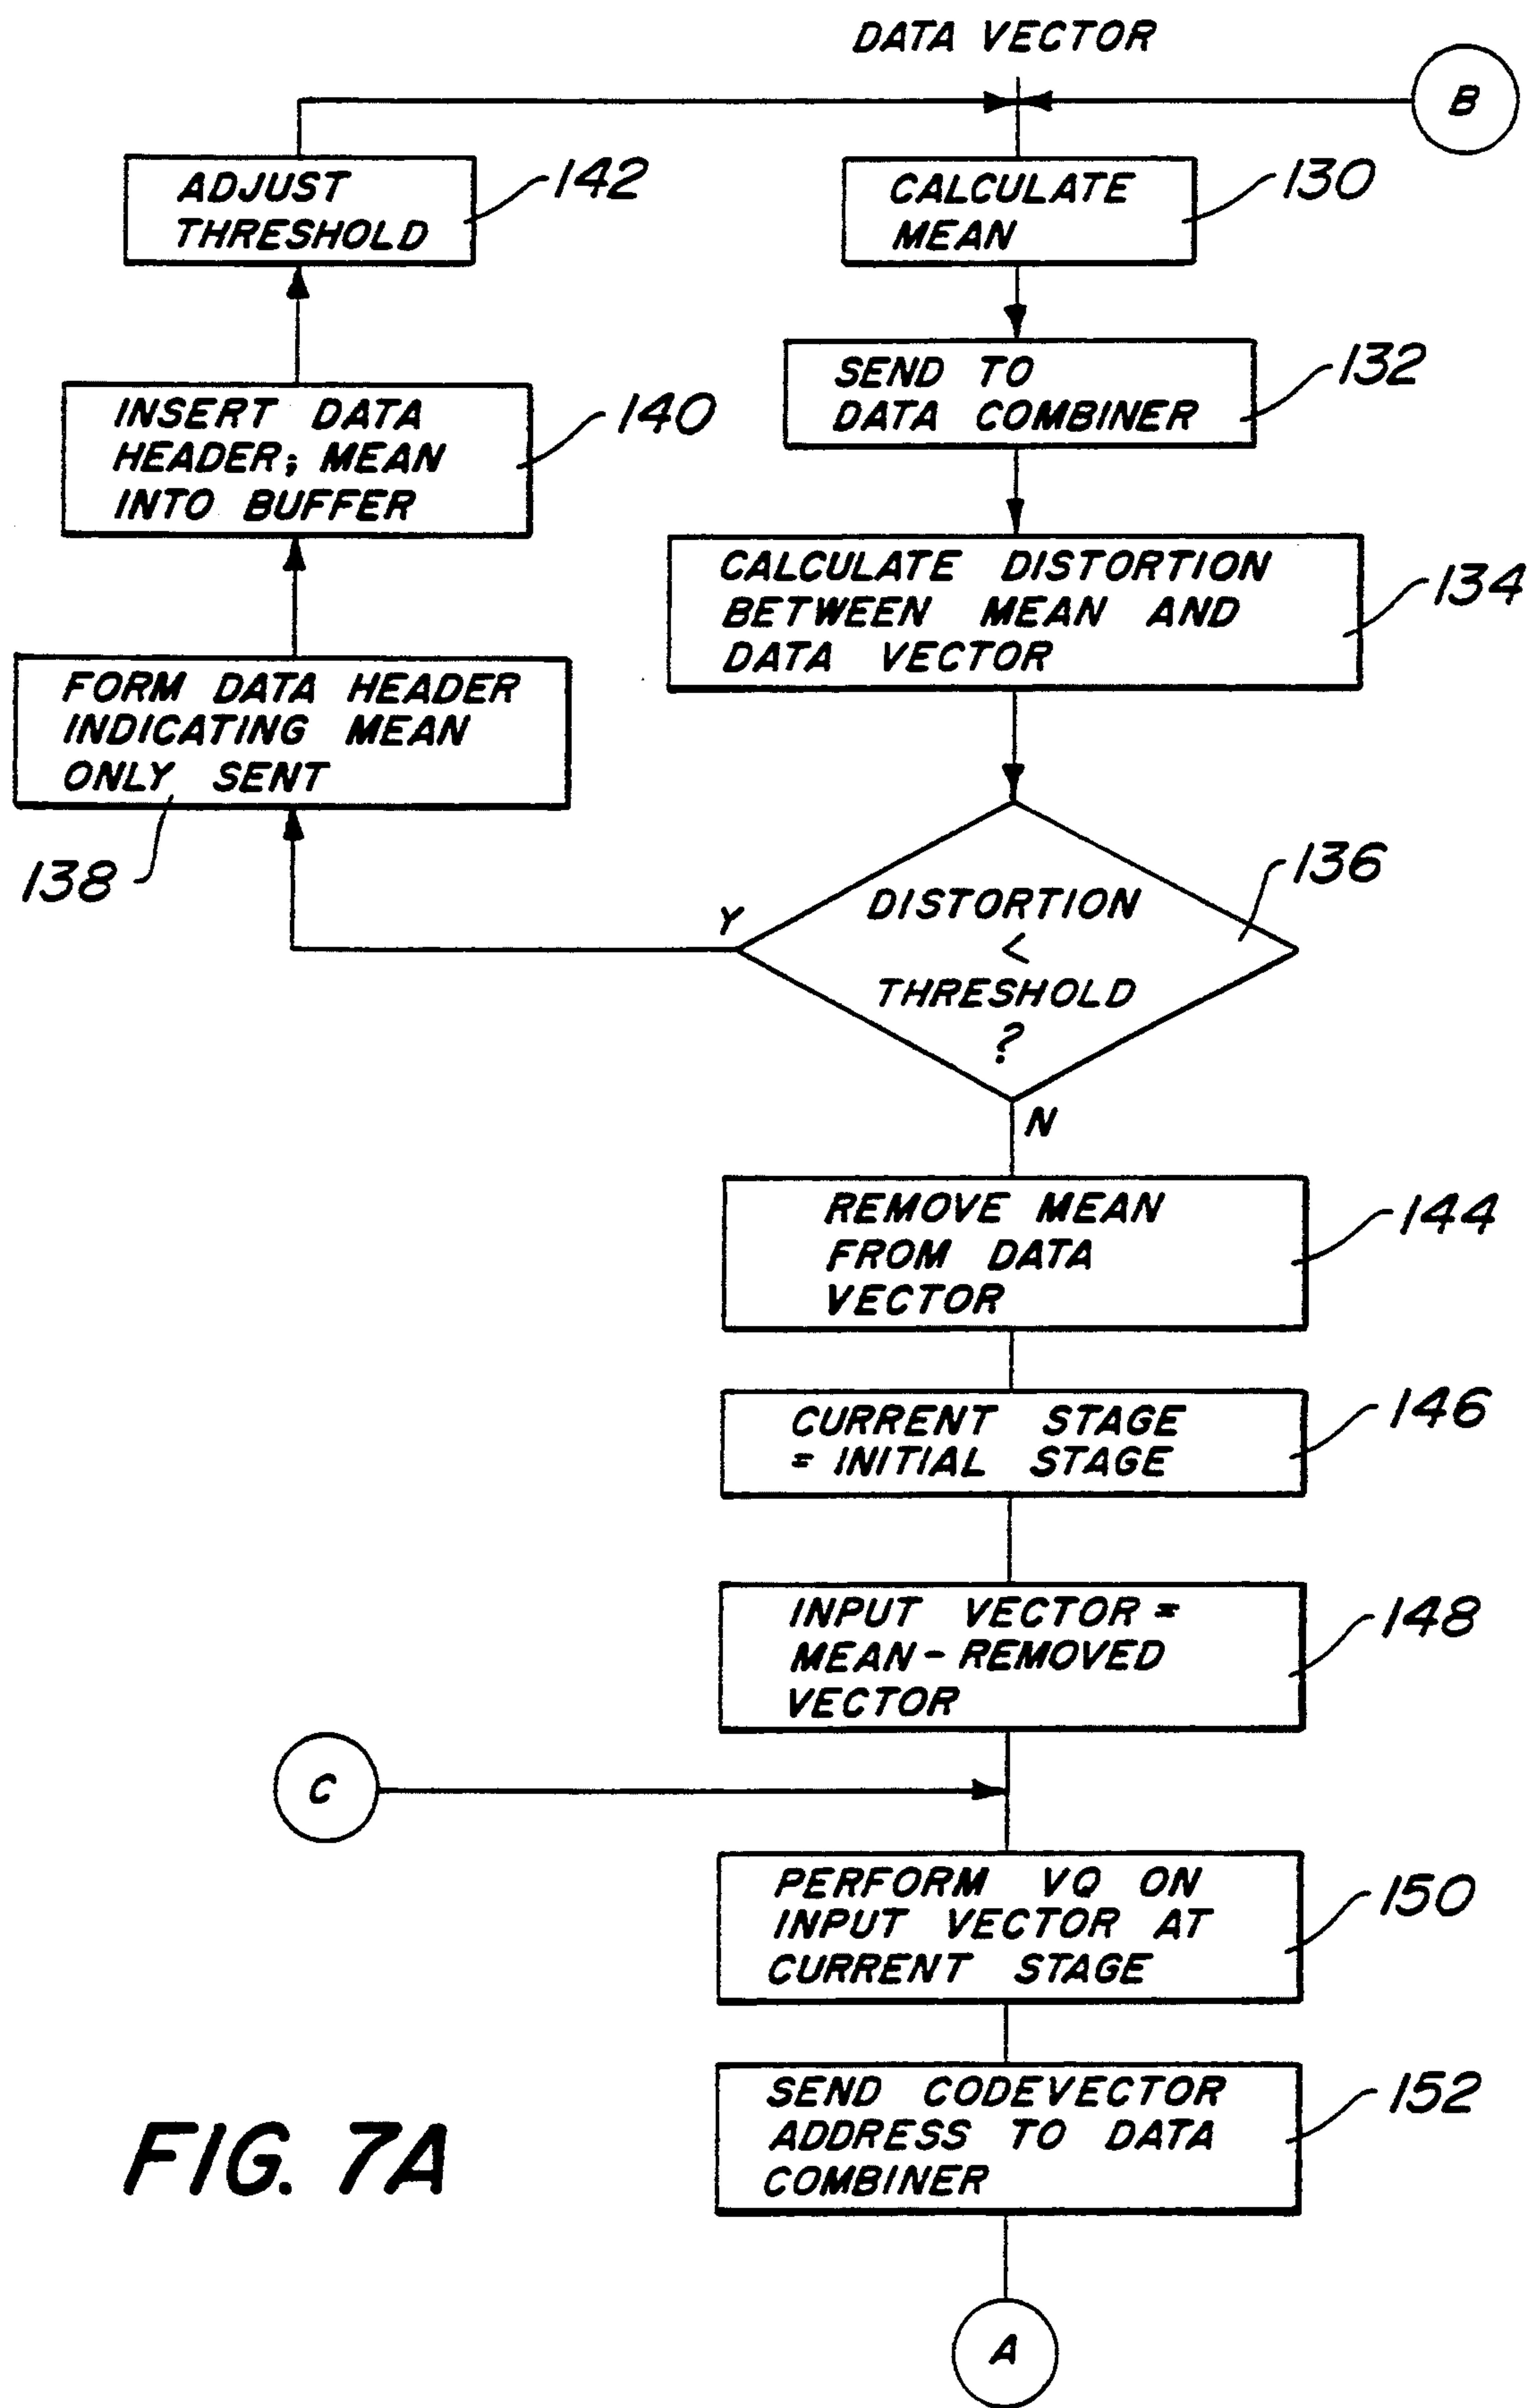 DATA VECTOR
B
ADJUST
THRESHOLD
142
CALCULATE
MEAN
130
SEND TO
DATA COMBINER
132
INSERT DATA
HEADER; MEAN
INTO BUFFER
140
CALCULATE DISTORTION
BETWEEN MEAN AND
DATA VECTOR
134
FORM DATA HEADER
INDICATING MEAN
ONLY SENT
138
Y
DISTORTION
<
THRESHOLD
?
136
N
REMOVE MEAN
FROM DATA
VECTOR
144
CURRENT STAGE
= INITIAL STAGE
146
INPUT VECTOR =
MEAN-REMOVED
VECTOR
148
C
PERFORM VQ ON
INPUT VECTOR AT
CURRENT STAGE
150
SEND CODEVECTOR
ADDRESS TO DATA
COMBINER
152
FIG. 7A
A